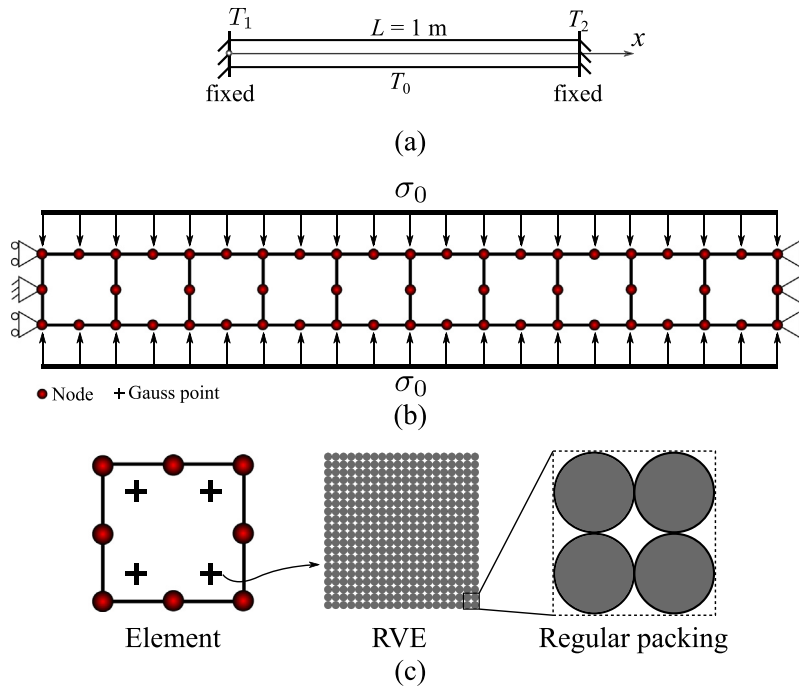 T₁ T₂
L = 1 m
x
fixed T₀ fixed
(a)
σ₀
σ₀
Node Gauss point
(b)
Element RVE Regular packing
(c)